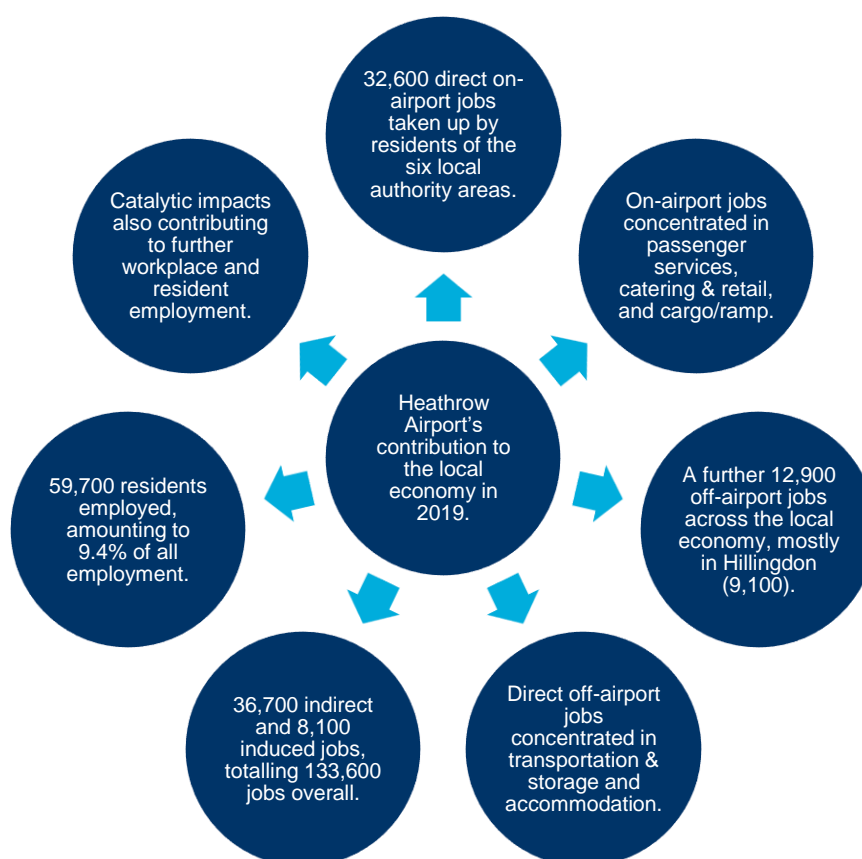 32,600 direct on-
airport jobs
taken up by
residents of the
six local
authority areas.
Catalytic impacts
also contributing
to further
workplace and
resident
employment.
On-airport jobs
concentrated in
passenger
services,
catering & retail,
and cargo/ramp.
Heathrow
Airport’s
contribution to
the local
economy in
2019.
59,700 residents
employed,
amounting to
9.4% of all
employment.
A further 12,900
off-airport jobs
across the local
economy, mostly
in Hillingdon
(9,100).
36,700 indirect
and 8,100
induced jobs,
totalling 133,600
jobs overall.
Direct off-airport
jobs
concentrated in
transportation &
storage and
accommodation.